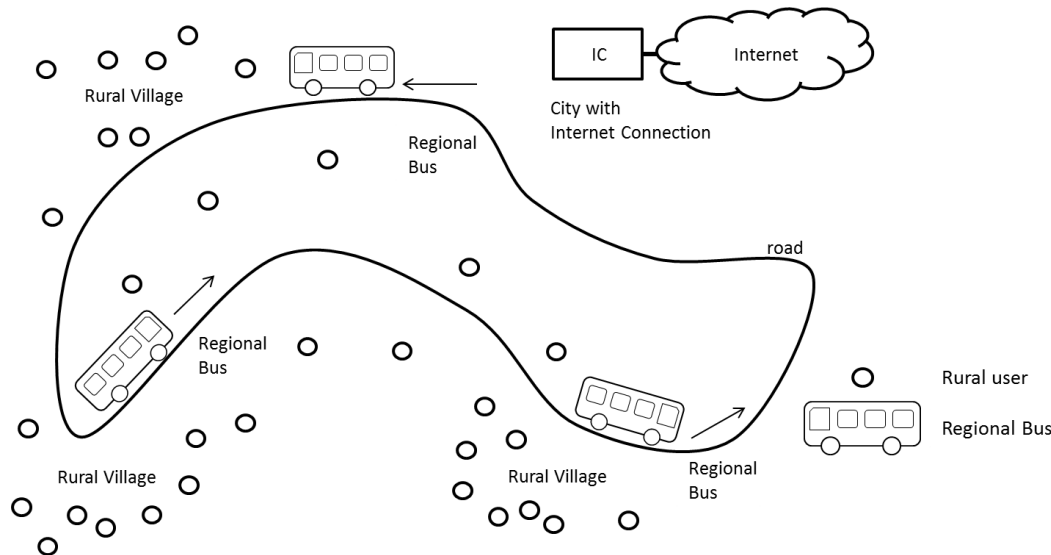 IC
Internet
Rural Village
City with
Internet Connection
Regional
Bus
road
Regional
Bus
Rural user
Regional Bus
Rural Village
Rural Village
Regional
Bus